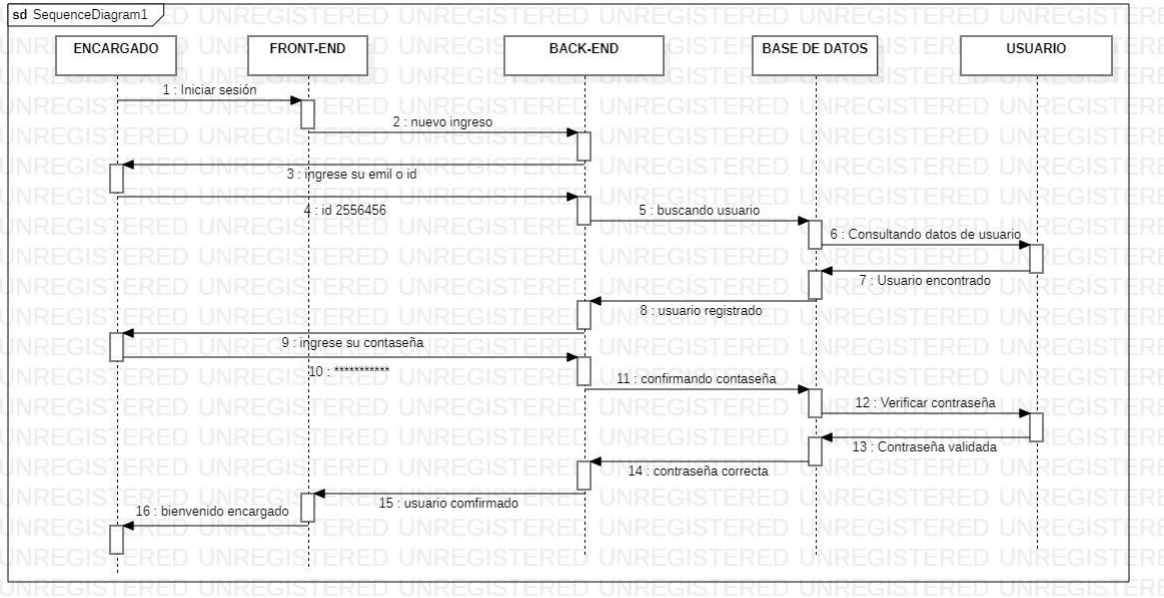 sd SequenceDiagram1
ENCARGADO
FRONT-END
BACK-END
BASE DE DATOS
USUARIO
1 : Iniciar sesión
2 : nuevo ingreso
3 : ingrese su emil o id
4 : id 2556456
5 : buscando usuario
6 : Consultando datos de usuario
7 : Usuario encontrado
8 : usuario registrado
9 : ingrese su contaseña
10 : ***********
11 : confirmando contaseña
12 : Verificar contraseña
13 : Contraseña validada
14 : contraseña correcta
15 : usuario comfirmado
16 : bienvenido encargado
UNREGISTERED